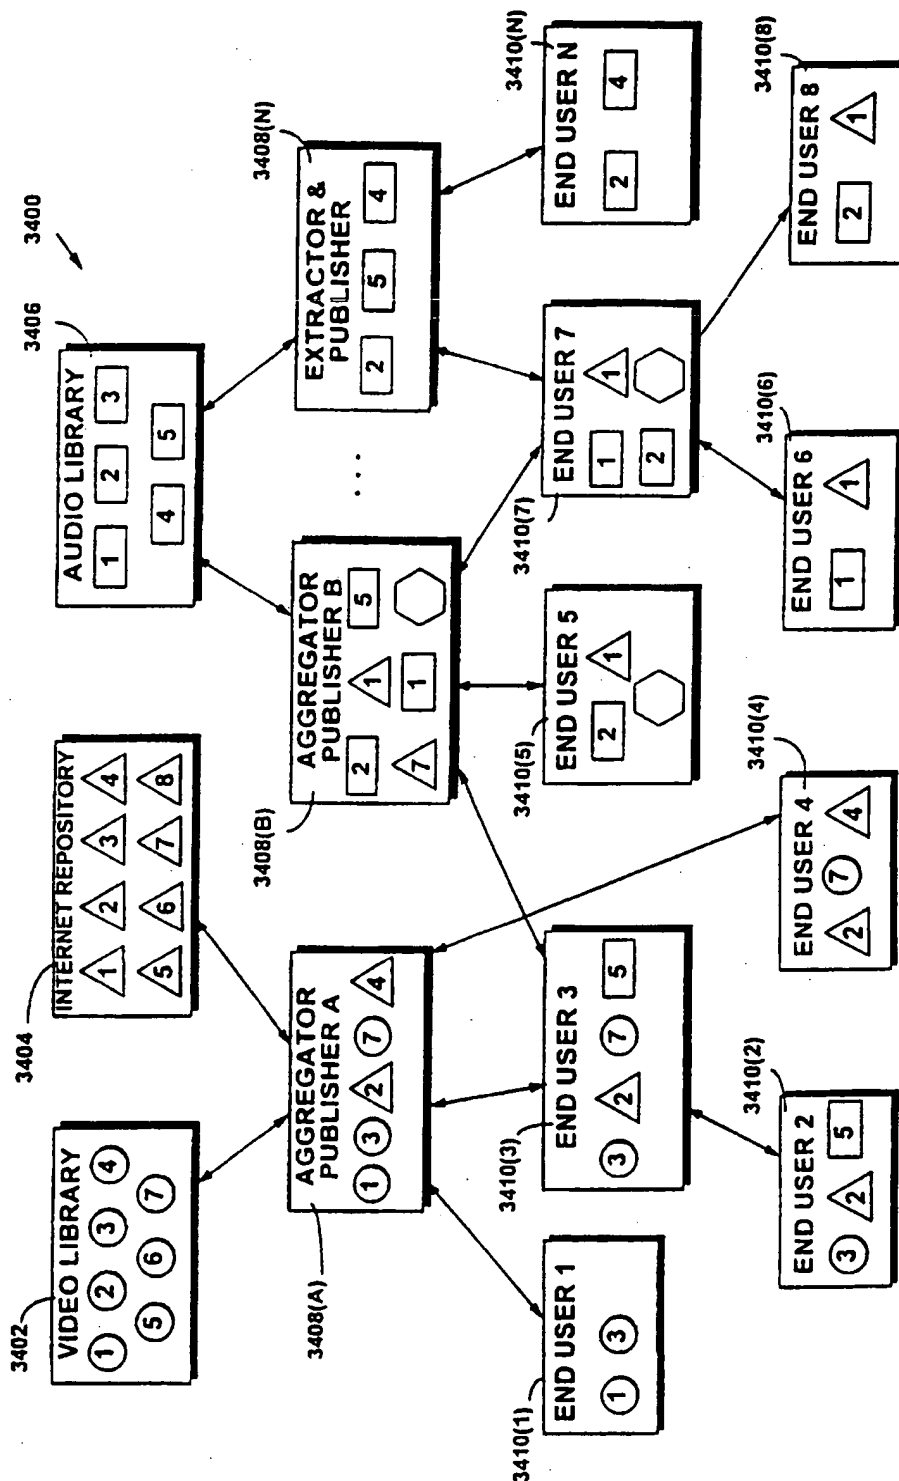 3400
3402
VIDEO LIBRARY
1 2 3 4
5 6 7
3404
INTERNET REPOSITORY
1 2 3 4
5 6 7 8
3406
AUDIO LIBRARY
1 2 3
4 5
3408(A)
AGGREGATOR
PUBLISHER A
1 3 2 7 4
3408(B)
AGGREGATOR
PUBLISHER B
2 1 5
7 1
. . .
3408(N)
EXTRACTOR &
PUBLISHER
2 5 4
3410(1)
END USER 1
1 3
3410(3)
END USER 3
3 2 7 5
3410(5)
END USER 5
2 1
3410(7)
END USER 7
1 1
2
3410(N)
END USER N
2 4
3410(2)
END USER 2
3 2 5
3410(4)
END USER 4
2 7 4
3410(6)
END USER 6
1 1
3410(8)
END USER 8
2 1